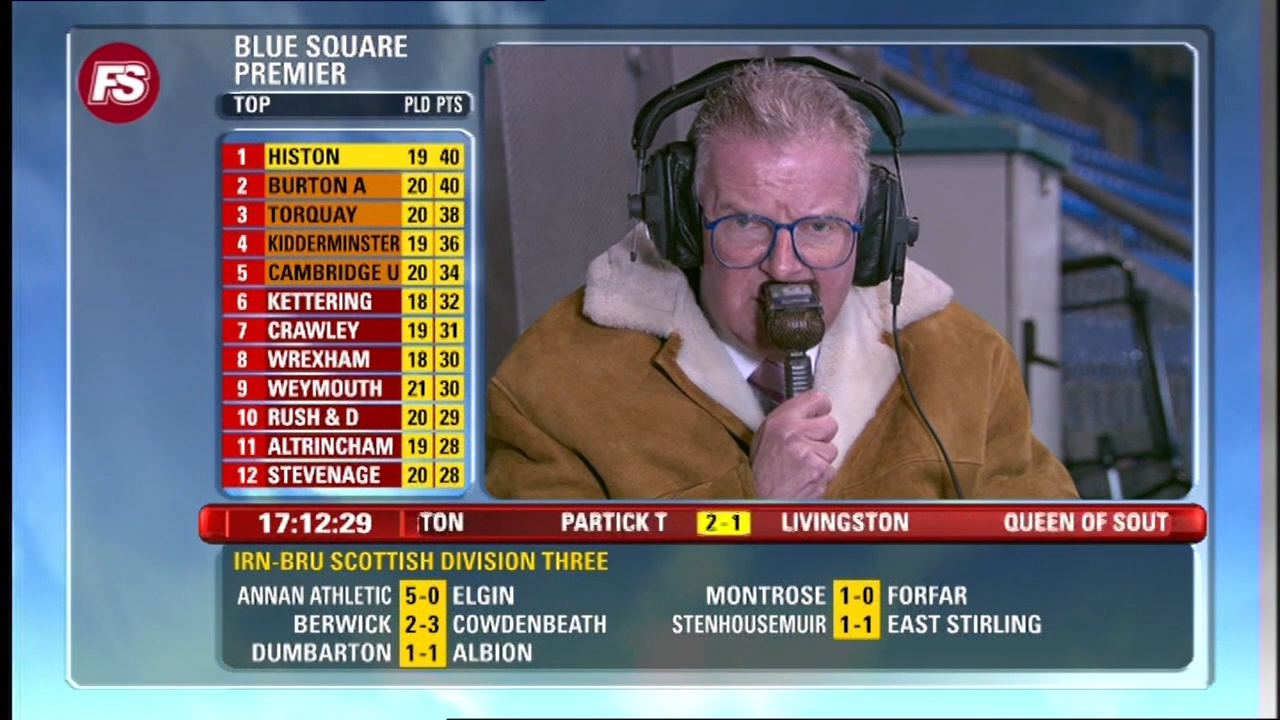 FS
BLUE SQUARE
PREMIER
TOP PLD PTS
1 HISTON 19 40
2 BURTON A 20 40
3 TORQUAY 20 38
4 KIDDERMINSTER 19 36
5 CAMBRIDGE U 20 34
6 KETTERING 18 32
7 CRAWLEY 19 31
8 WREXHAM 18 30
9 WEYMOUTH 21 30
10 RUSH & D 20 29
11 ALTRINCHAM 19 28
12 STEVENAGE 20 28
17:12:29 TON PARTICK T 2-1 LIVINGSTON QUEEN OF SOUT
IRN-BRU SCOTTISH DIVISION THREE
ANNAN ATHLETIC 5-0 ELGIN MONTROSE 1-0 FORFAR
BERWICK 2-3 COWDENBEATH STENHOUSEMUIR 1-1 EAST STIRLING
DUMBARTON 1-1 ALBION